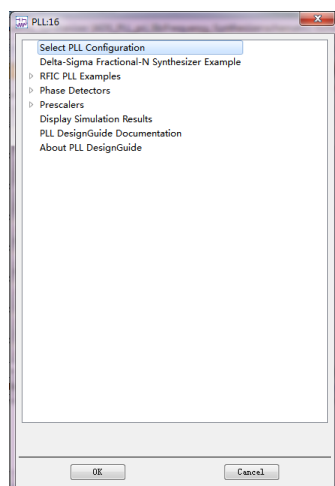 PLL:16
Select PLL Configuration
Delta-Sigma Fractional-N Synthesizer Example
RFIC PLL Examples
Phase Detectors
Prescalers
Display Simulation Results
PLL DesignGuide Documentation
About PLL DesignGuide
OK
Cancel